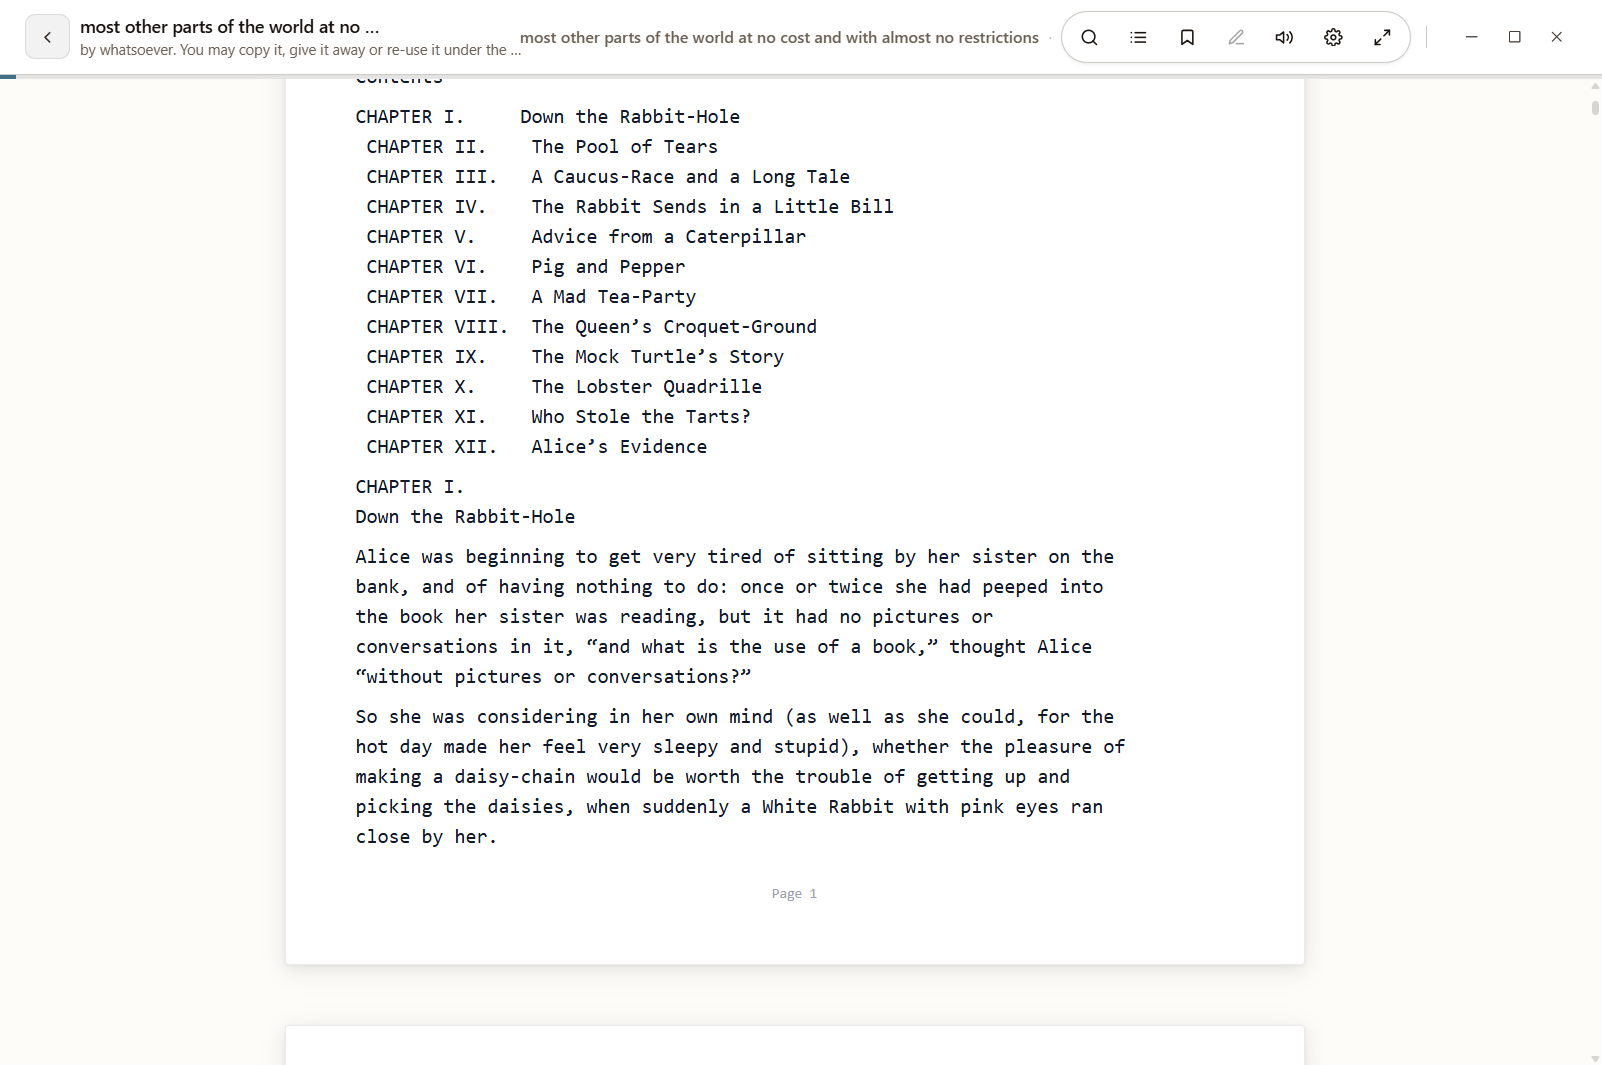 most other parts of the world at no ...
by whatsoever. You may copy it, give it away or re-use it under the ...
most other parts of the world at no cost and with almost no restrictions
Contents
CHAPTER I. Down the Rabbit-Hole
CHAPTER II. The Pool of Tears
CHAPTER III. A Caucus-Race and a Long Tale
CHAPTER IV. The Rabbit Sends in a Little Bill
CHAPTER V. Advice from a Caterpillar
CHAPTER VI. Pig and Pepper
CHAPTER VII. A Mad Tea-Party
CHAPTER VIII. The Queen’s Croquet-Ground
CHAPTER IX. The Mock Turtle’s Story
CHAPTER X. The Lobster Quadrille
CHAPTER XI. Who Stole the Tarts?
CHAPTER XII. Alice’s Evidence
CHAPTER I.
Down the Rabbit-Hole
Alice was beginning to get very tired of sitting by her sister on the
bank, and of having nothing to do: once or twice she had peeped into
the book her sister was reading, but it had no pictures or
conversations in it, “and what is the use of a book,” thought Alice
“without pictures or conversations?”
So she was considering in her own mind (as well as she could, for the
hot day made her feel very sleepy and stupid), whether the pleasure of
making a daisy-chain would be worth the trouble of getting up and
picking the daisies, when suddenly a White Rabbit with pink eyes ran
close by her.
Page 1